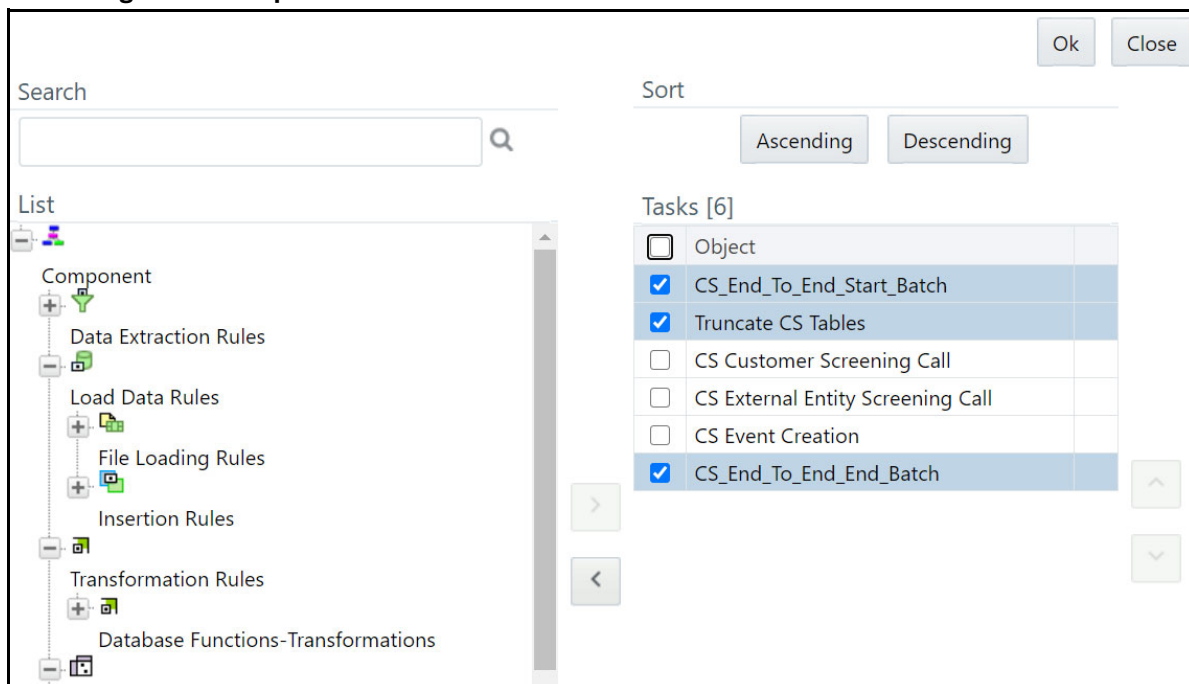 Ok Close
Search
Sort
Ascending Descending
List
Tasks [6]
Object
Component
CS_End_To_End_Start_Batch
Truncate CS Tables
Data Extraction Rules
CS Customer Screening Call
Load Data Rules
CS External Entity Screening Call
CS Event Creation
File Loading Rules
CS_End_To_End_End_Batch
Insertion Rules
Transformation Rules
Database Functions-Transformations